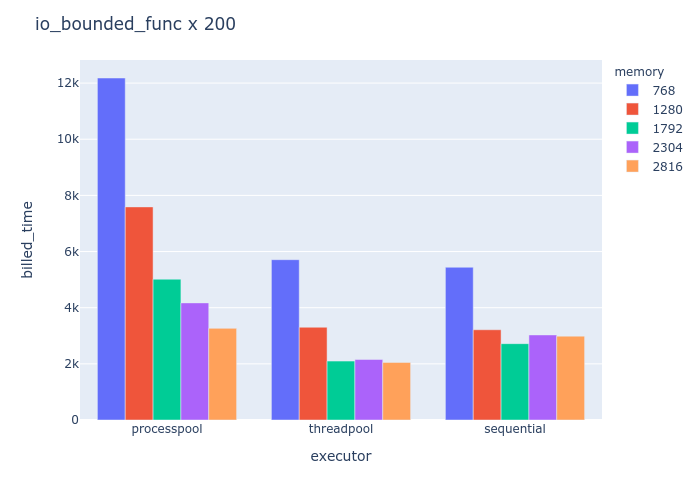 io_bounded_func x 200
memory
768
1280
1792
2304
2816
billed_time
12k
10k
8k
6k
4k
2k
0
processpool
threadpool
sequential
executor